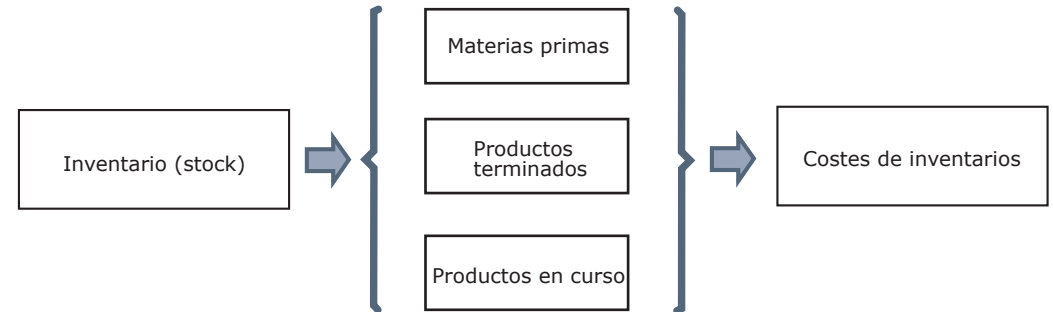 Inventario (stock)
Materias primas
Productos
terminados
Productos en curso
Costes de inventarios